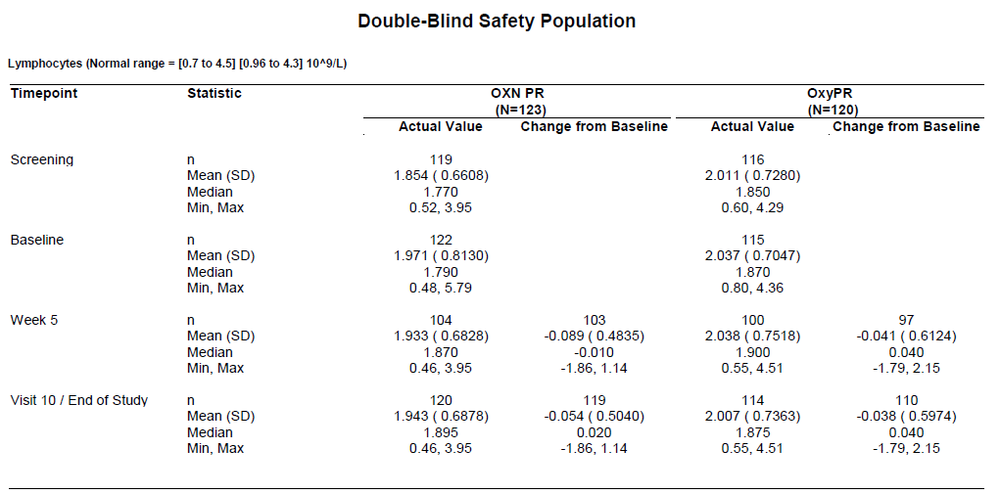 Double-Blind Safety Population
Lymphocytes (Normal range = [0.7 to 4.5] [0.96 to 4.3] 10^9/L)
Timepoint Statistic OXN PR OxyPR
(N=123) (N=120)
Actual Value Change from Baseline Actual Value Change from Baseline
Screening n 119 116
Mean (SD) 1.854 ( 0.6608) 2.011 ( 0.7280)
Median 1.770 1.850
Min, Max 0.52, 3.95 0.60, 4.29
Baseline n 122 115
Mean (SD) 1.971 ( 0.8130) 2.037 ( 0.7047)
Median 1.790 1.870
Min, Max 0.48, 5.79 0.80, 4.36
Week 5 n 104 103 100 97
Mean (SD) 1.933 ( 0.6828) -0.089 ( 0.4835) 2.038 ( 0.7518) -0.041 ( 0.6124)
Median 1.870 -0.010 1.900 0.040
Min, Max 0.46, 3.95 -1.86, 1.14 0.55, 4.51 -1.79, 2.15
Visit 10 / End of Study n 120 119 114 110
Mean (SD) 1.943 ( 0.6878) -0.054 ( 0.5040) 2.007 ( 0.7363) -0.038 ( 0.5974)
Median 1.895 0.020 1.875 0.040
Min, Max 0.46, 3.95 -1.86, 1.14 0.55, 4.51 -1.79, 2.15